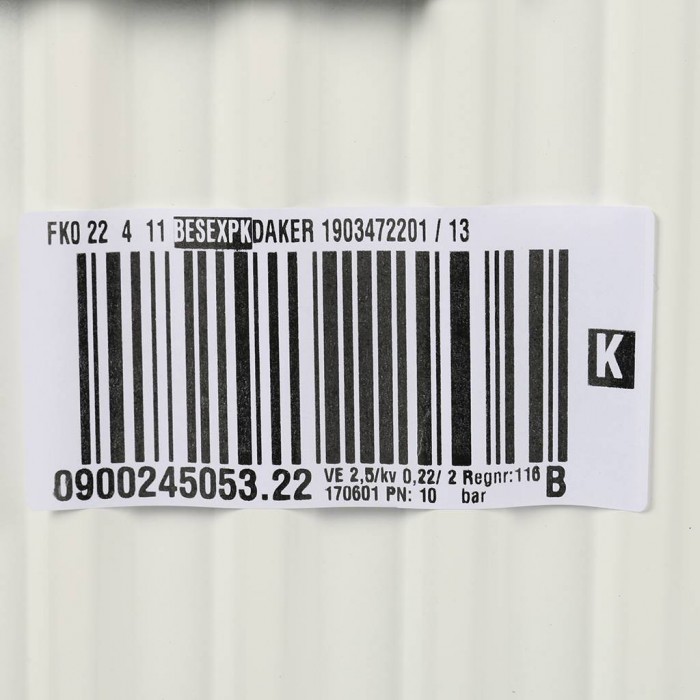 FKO 22 4 11 BESEXPKDAKER 1903472201 / 13
K
0900245053.22
VE 2,5/kv 0,22/ 2 Regnr:116
170601 PN: 10 bar
B